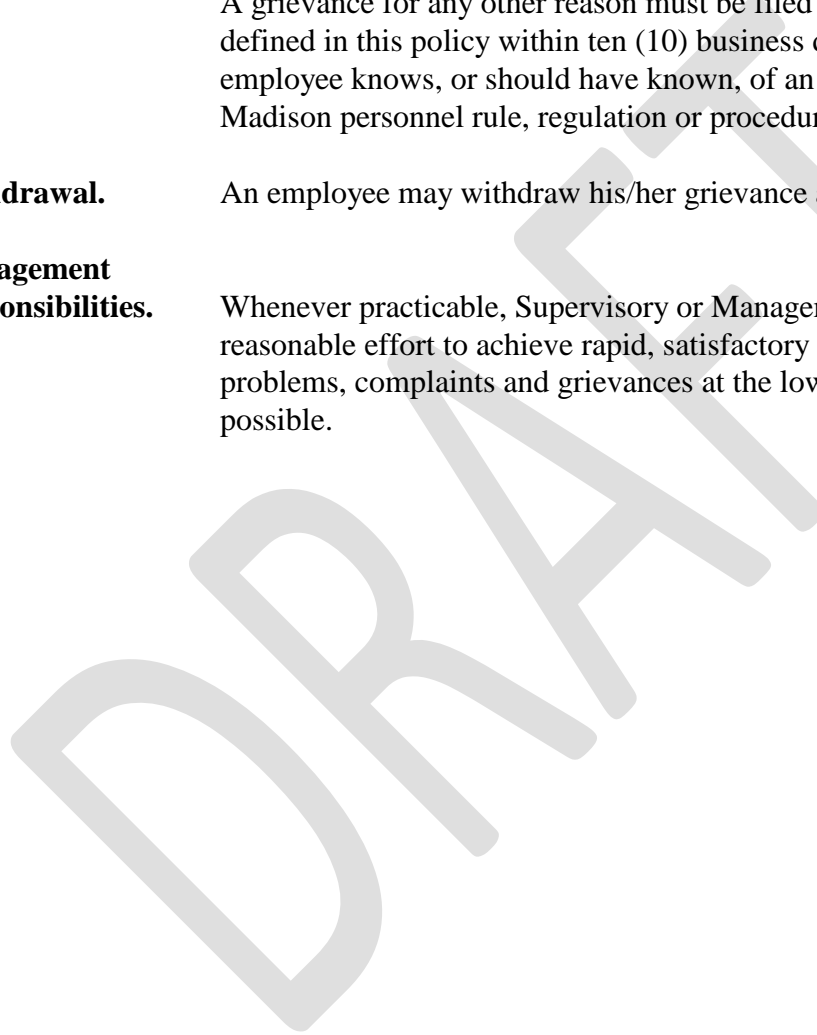 A grievance for any other reason must be filed
defined in this policy within ten (10) business
employee knows, or should have known, of an
Madison personnel rule, regulation or procedur
drawal. An employee may withdraw his/her grievance
agement
onsibilities. Whenever practicable, Supervisory or Manager
reasonable effort to achieve rapid, satisfactory
problems, complaints and grievances at the low
possible.
DRAFT